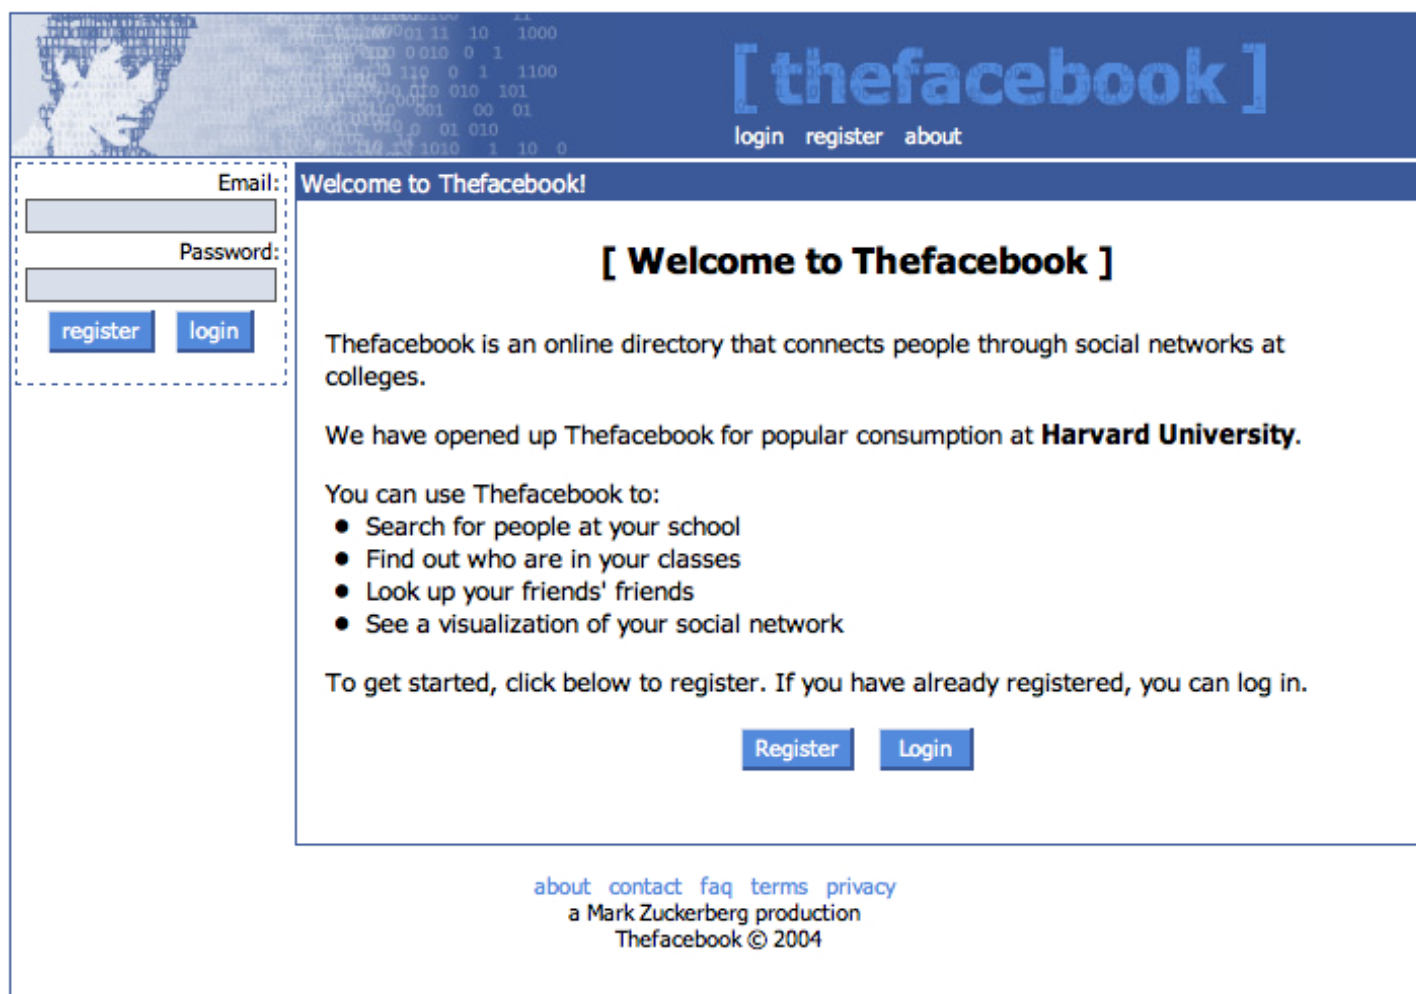 [ thefacebook ]
login register about
Email:
Password:
register login
Welcome to Thefacebook!
[ Welcome to Thefacebook ]
Thefacebook is an online directory that connects people through social networks at
colleges.
We have opened up Thefacebook for popular consumption at Harvard University.
You can use Thefacebook to:
● Search for people at your school
● Find out who are in your classes
● Look up your friends' friends
● See a visualization of your social network
To get started, click below to register. If you have already registered, you can log in.
Register Login
about contact faq terms privacy
a Mark Zuckerberg production
Thefacebook © 2004